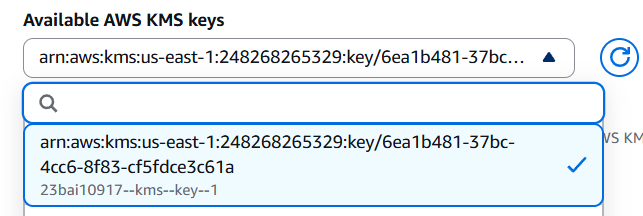 Available AWS KMS keys
arn:aws:kms:us-east-1:248268265329:key/6ea1b481-37bc...
arn:aws:kms:us-east-1:248268265329:key/6ea1b481-37bc-
4cc6-8f83-cf5fdce3c61a
23bai10917--kms--key--1